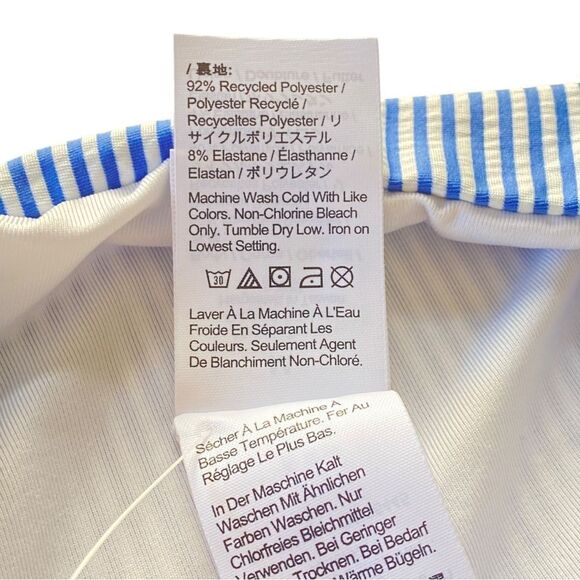 / 裏地:
92% Recycled Polyester /
Polyester Recyclé /
Recyceltes Polyester / リ
サイクルポリエステル
8% Elastane / Élasthanne /
Elastan / ポリウレタン
Machine Wash Cold With Like
Colors. Non-Chlorine Bleach
Only. Tumble Dry Low. Iron on
Lowest Setting.
30
Laver À La Machine À L'Eau
Froide En Séparant Les
Couleurs. Seulement Agent
De Blanchiment Non-Chloré.
Sécher À La Machine À
Basse Température. Fer Au
Réglage Le Plus Bas.
In Der Maschine Kalt
Waschen Mit Ähnlichen
Farben Waschen. Nur
Chlorfreies Bleichmittel
Verwenden. Bei Geringer
Trocknen. Bei Bedarf
Wärme Bügeln.